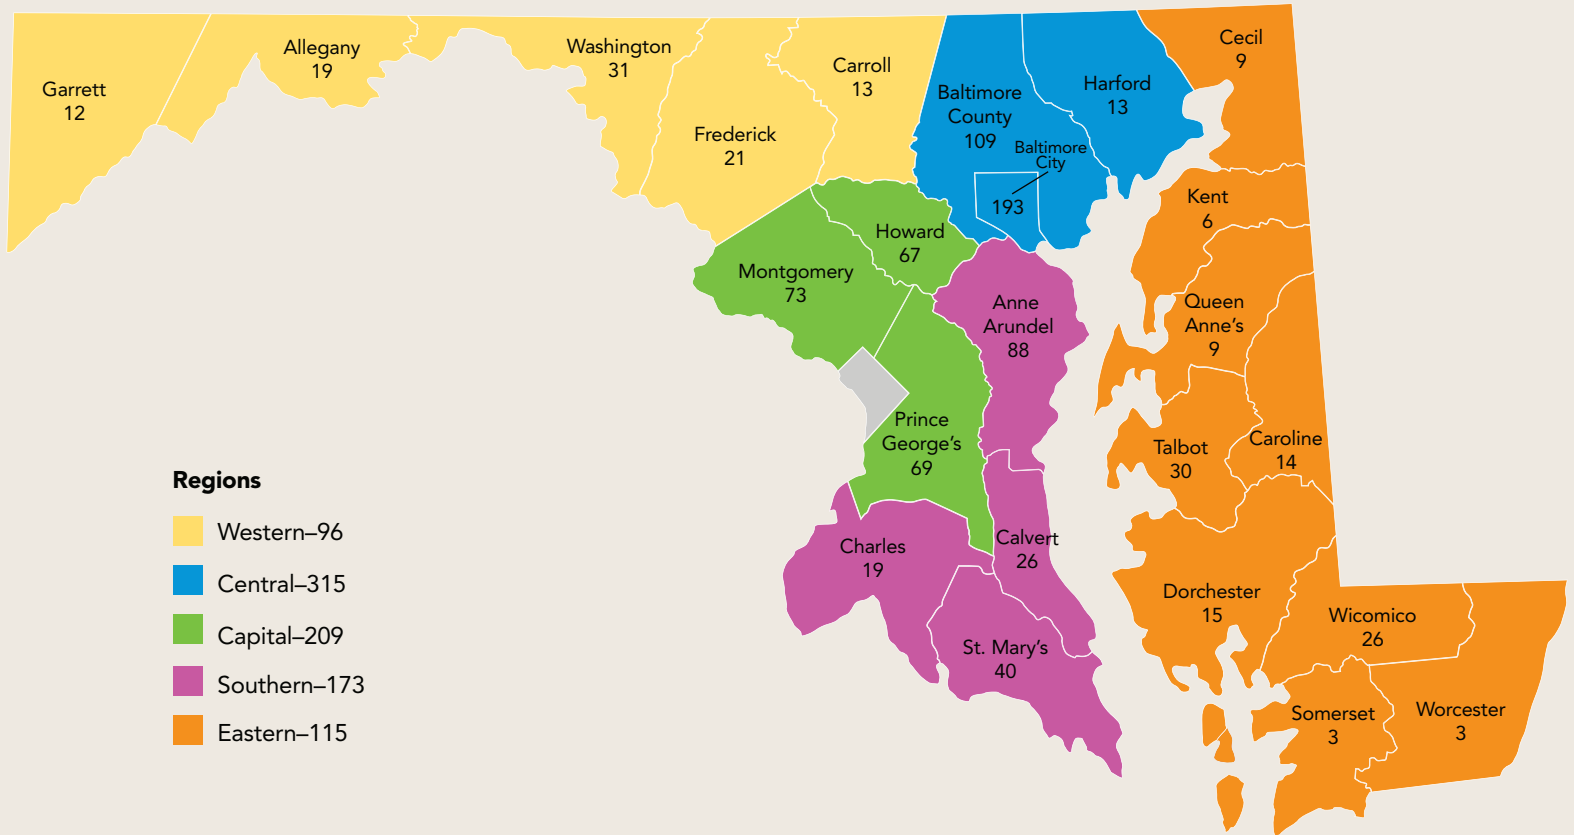 Garrett
12
Allegany
19
Washington
31
Frederick
21
Carroll
13
Baltimore
County
109
Baltimore
City
193
Harford
13
Cecil
9
Kent
6
Howard
67
Montgomery
73
Anne
Arundel
88
Queen
Anne’s
9
Prince
George’s
69
Talbot
30
Caroline
14
Charles
19
Calvert
26
St. Mary’s
40
Dorchester
15
Wicomico
26
Somerset
3
Worcester
3
Regions
Western–96
Central–315
Capital–209
Southern–173
Eastern–115